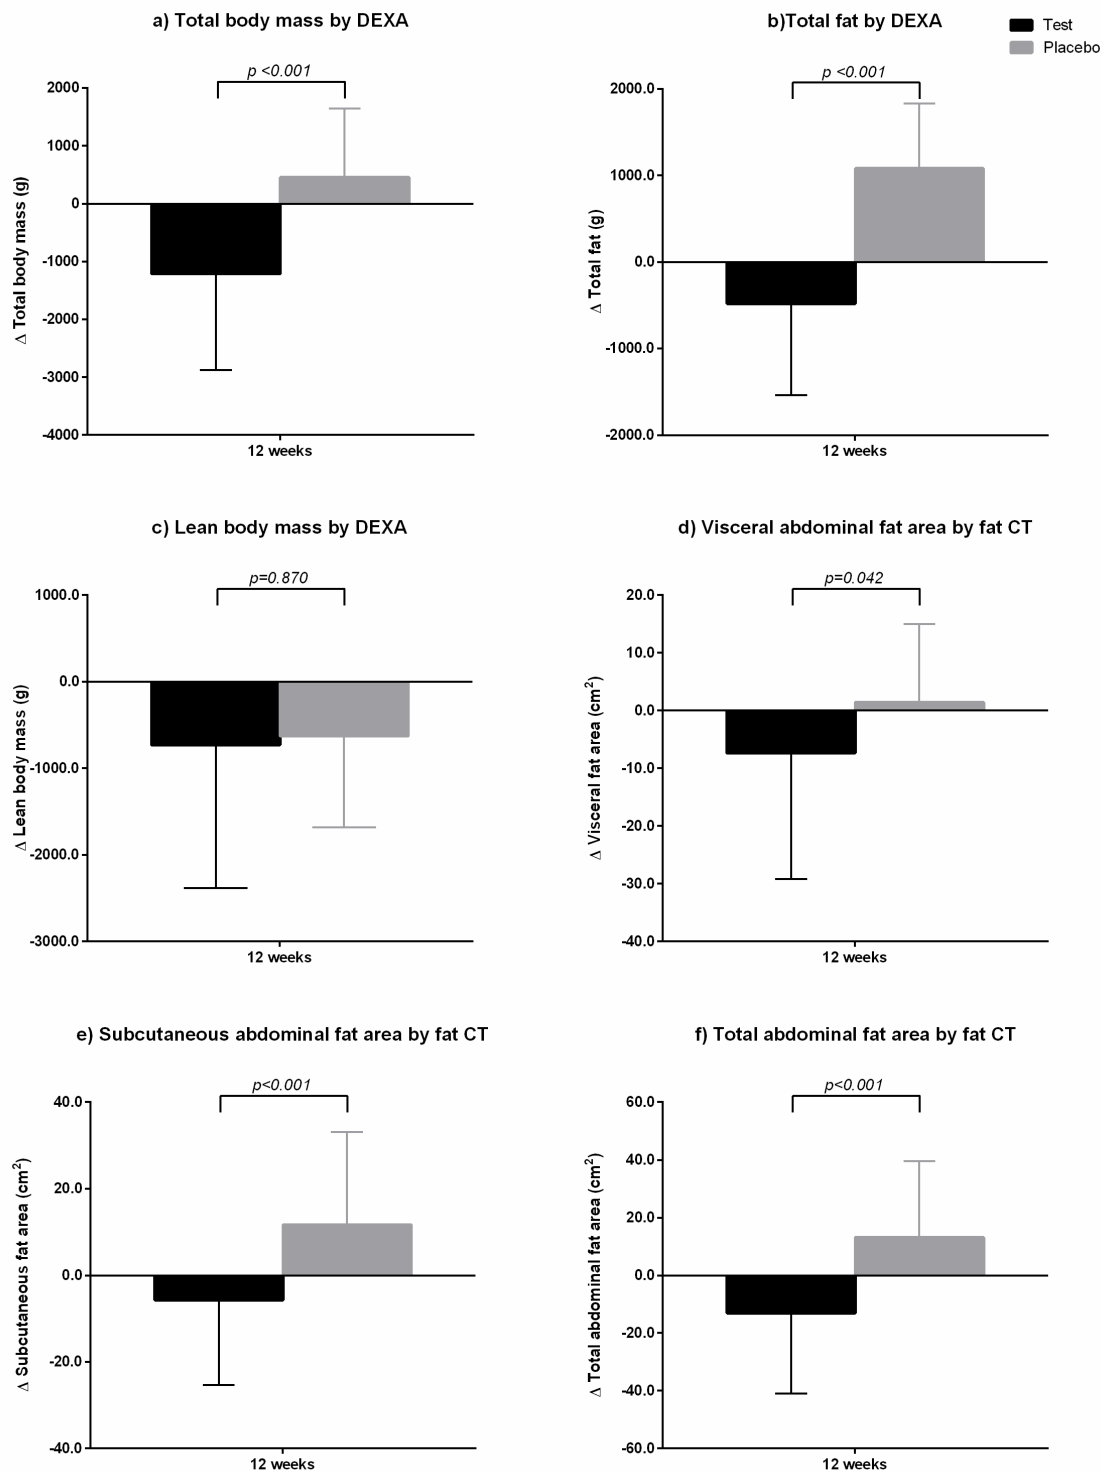 a) Total body mass by DEXA
p <0.001
Δ Total body mass (g)
2000
1000
0
-1000
-2000
-3000
-4000
12 weeks
b)Total fat by DEXA
Test
Placebo
p <0.001
Δ Total fat (g)
2000.0
1000.0
0.0
-1000.0
-2000.0
12 weeks
c) Lean body mass by DEXA
p=0.870
Δ Lean body mass (g)
1000.0
0.0
-1000.0
-2000.0
-3000.0
12 weeks
d) Visceral abdominal fat area by fat CT
p=0.042
Δ Visceral fat area (cm²)
20.0
10.0
0.0
-10.0
-20.0
-30.0
-40.0
12 weeks
e) Subcutaneous abdominal fat area by fat CT
p<0.001
Δ Subcutaneous fat area (cm²)
40.0
20.0
0.0
-20.0
-40.0
12 weeks
f) Total abdominal fat area by fat CT
p<0.001
Δ Total abdominal fat area (cm²)
60.0
40.0
20.0
0.0
-20.0
-40.0
-60.0
12 weeks